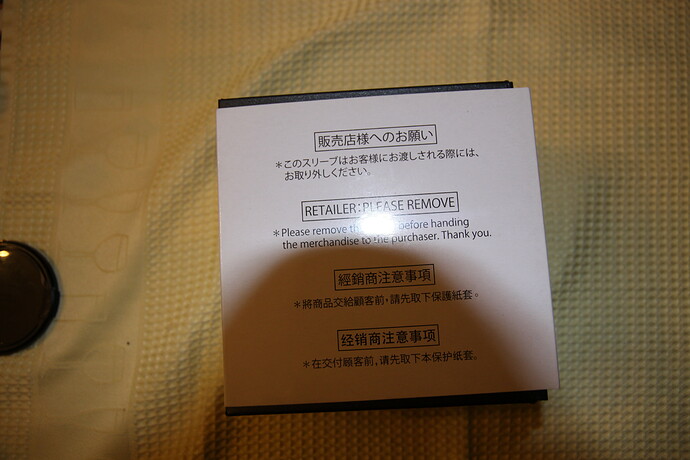 販売店様へのお願い
＊このスリーブはお客様にお渡しされる際には、
お取り外しください。
RETAILER:PLEASE REMOVE
＊Please remove before handing
the merchandise to the purchaser. Thank you.
經銷商注意事項
＊將商品交給顧客前，請先取下保護紙套。
经销商注意事项
＊在交付顾客前，请先取下本保护纸套。